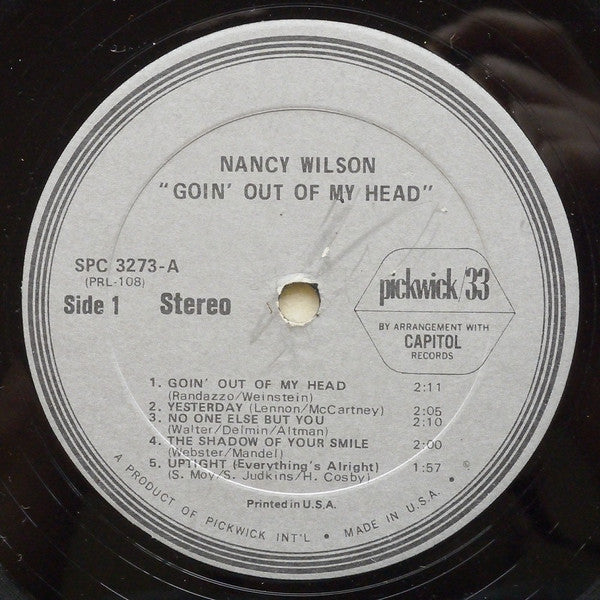 NANCY WILSON
"GOIN' OUT OF MY HEAD"
SPC 3273-A
(PRL-108)
Side 1 Stereo
pickwick/33
BY ARRANGEMENT WITH
CAPITOL
RECORDS
1. GOIN' OUT OF MY HEAD 2:11
(Randazzo/Weinstein)
2. YESTERDAY (Lennon/McCartney) 2:05
3. NO ONE ELSE BUT YOU 2:10
(Walter/Delmin/Altman)
4. THE SHADOW OF YOUR SMILE 2:00
(Webster/Mandel)
5. UPTIGHT (Everything's Alright) 1:57
(S. Moy/S. Judkins/H. Cosby)
Printed in U.S.A.
A PRODUCT OF PICKWICK INT'L • MADE IN U.S.A. •